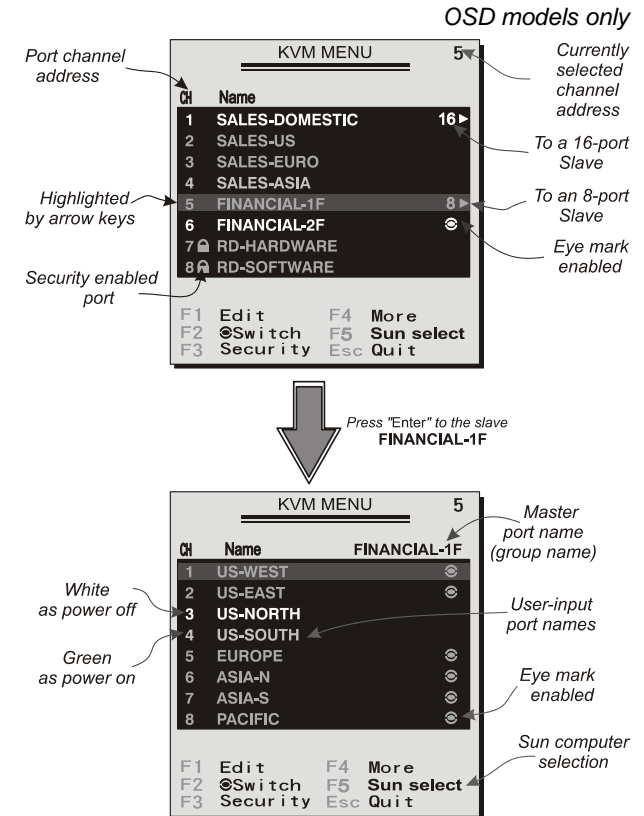 OSD models only
Port channel
address
KVM MENU 5
Currently
selected
channel
address
CH Name
1 SALES-DOMESTIC 16
2 SALES-US
3 SALES-EURO
4 SALES-ASIA
5 FINANCIAL-1F 8
6 FINANCIAL-2F
7 RD-HARDWARE
8 RD-SOFTWARE
To a 16-port
Slave
To an 8-port
Slave
Highlighted
by arrow keys
Eye mark
enabled
Security enabled
port
F1 Edit F4 More
F2 Switch F5 Sun select
F3 Security Esc Quit
Press "Enter" to the slave
FINANCIAL-1F
KVM MENU 5
Master
port name
(group name)
CH Name FINANCIAL-1F
1 US-WEST
2 US-EAST
3 US-NORTH
4 US-SOUTH
5 EUROPE
6 ASIA-N
7 ASIA-S
8 PACIFIC
White
as power off
User-input
port names
Green
as power on
Eye mark
enabled
Sun computer
selection
F1 Edit F4 More
F2 Switch F5 Sun select
F3 Security Esc Quit